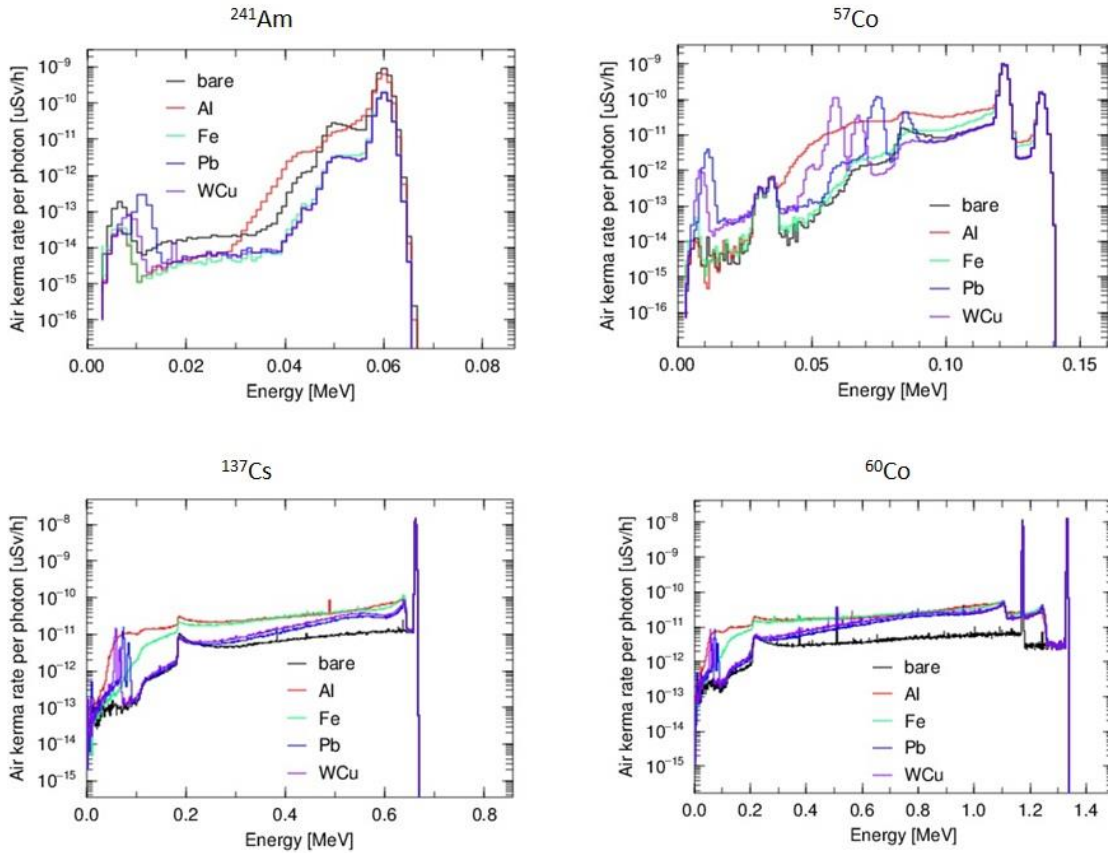 ²⁴¹Am
Air kerma rate per photon [uSv/h]
10⁻⁹
10⁻¹⁰
10⁻¹¹
10⁻¹²
10⁻¹³
10⁻¹⁴
10⁻¹⁵
10⁻¹⁶
bare
Al
Fe
Pb
WCu
0.00 0.02 0.04 0.06 0.08
Energy [MeV]
⁵⁷Co
Air kerma rate per photon [uSv/h]
10⁻⁹
10⁻¹⁰
10⁻¹¹
10⁻¹²
10⁻¹³
10⁻¹⁴
10⁻¹⁵
10⁻¹⁶
bare
Al
Fe
Pb
WCu
0.00 0.05 0.10 0.15
Energy [MeV]
¹³⁷Cs
Air kerma rate per photon [uSv/h]
10⁻⁸
10⁻⁹
10⁻¹⁰
10⁻¹¹
10⁻¹²
10⁻¹³
10⁻¹⁴
10⁻¹⁵
bare
Al
Fe
Pb
WCu
0.0 0.2 0.4 0.6 0.8
Energy [MeV]
⁶⁰Co
Air kerma rate per photon [uSv/h]
10⁻⁸
10⁻⁹
10⁻¹⁰
10⁻¹¹
10⁻¹²
10⁻¹³
10⁻¹⁴
10⁻¹⁵
bare
Al
Fe
Pb
WCu
0.0 0.2 0.4 0.6 0.8 1.0 1.2 1.4
Energy [MeV]